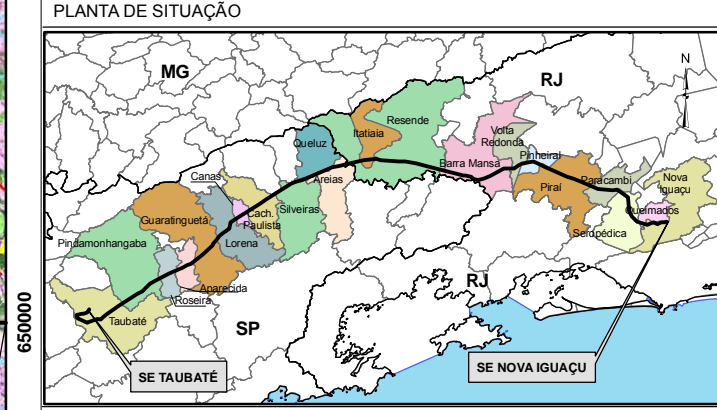 PLANTA DE SITUAÇÃO
MG
RJ
N
Resende
Itatiaia
Queluz
Volta
Redonda
Pinheiral
Barra Mansa
Areias
Canas
Piraí
Paracambi
Nova
Iguaçu
Silveiras
Cach.
Paulista
Guaratinguetá
Queimados
Seropédica
Lorena
Pindamonhangaba
RJ
Aparecida
Roseira
Taubaté
SP
SE TAUBATÉ
SE NOVA IGUAÇU
650000